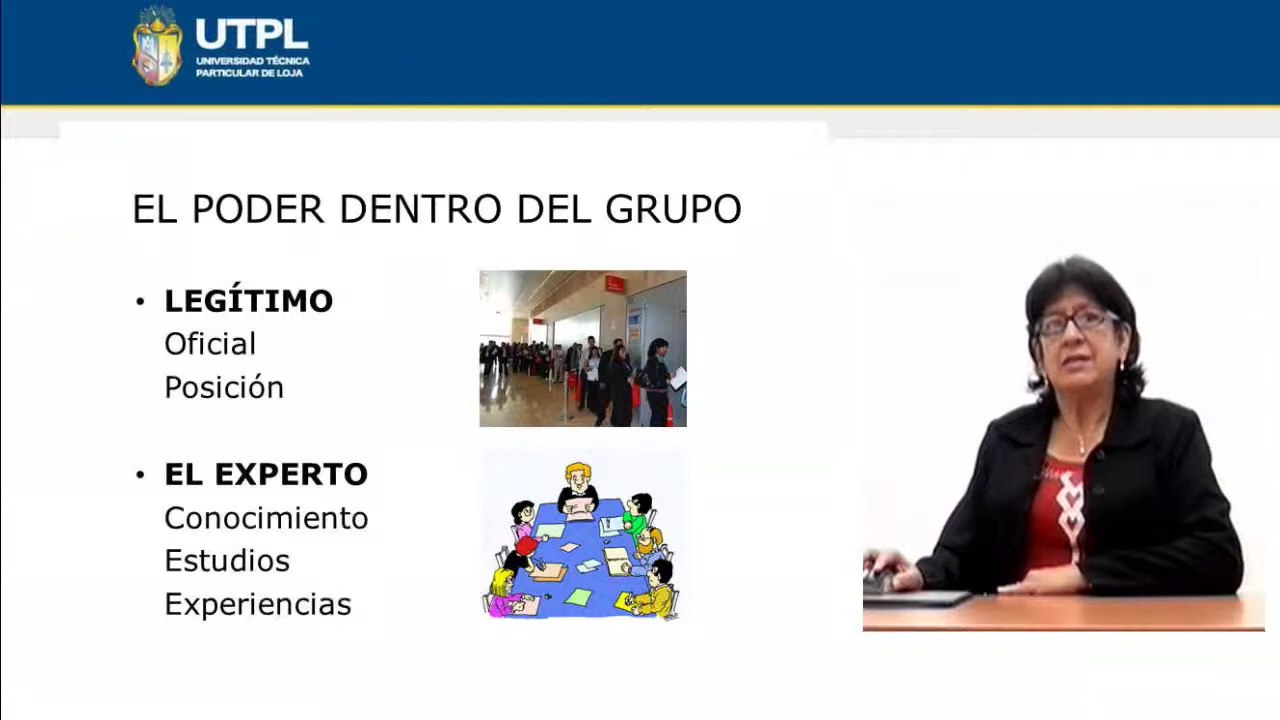 UTPL
UNIVERSIDAD TÉCNICA
PARTICULAR DE LOJA
EL PODER DENTRO DEL GRUPO
• LEGÍTIMO
Oficial
Posición
• EL EXPERTO
Conocimiento
Estudios
Experiencias